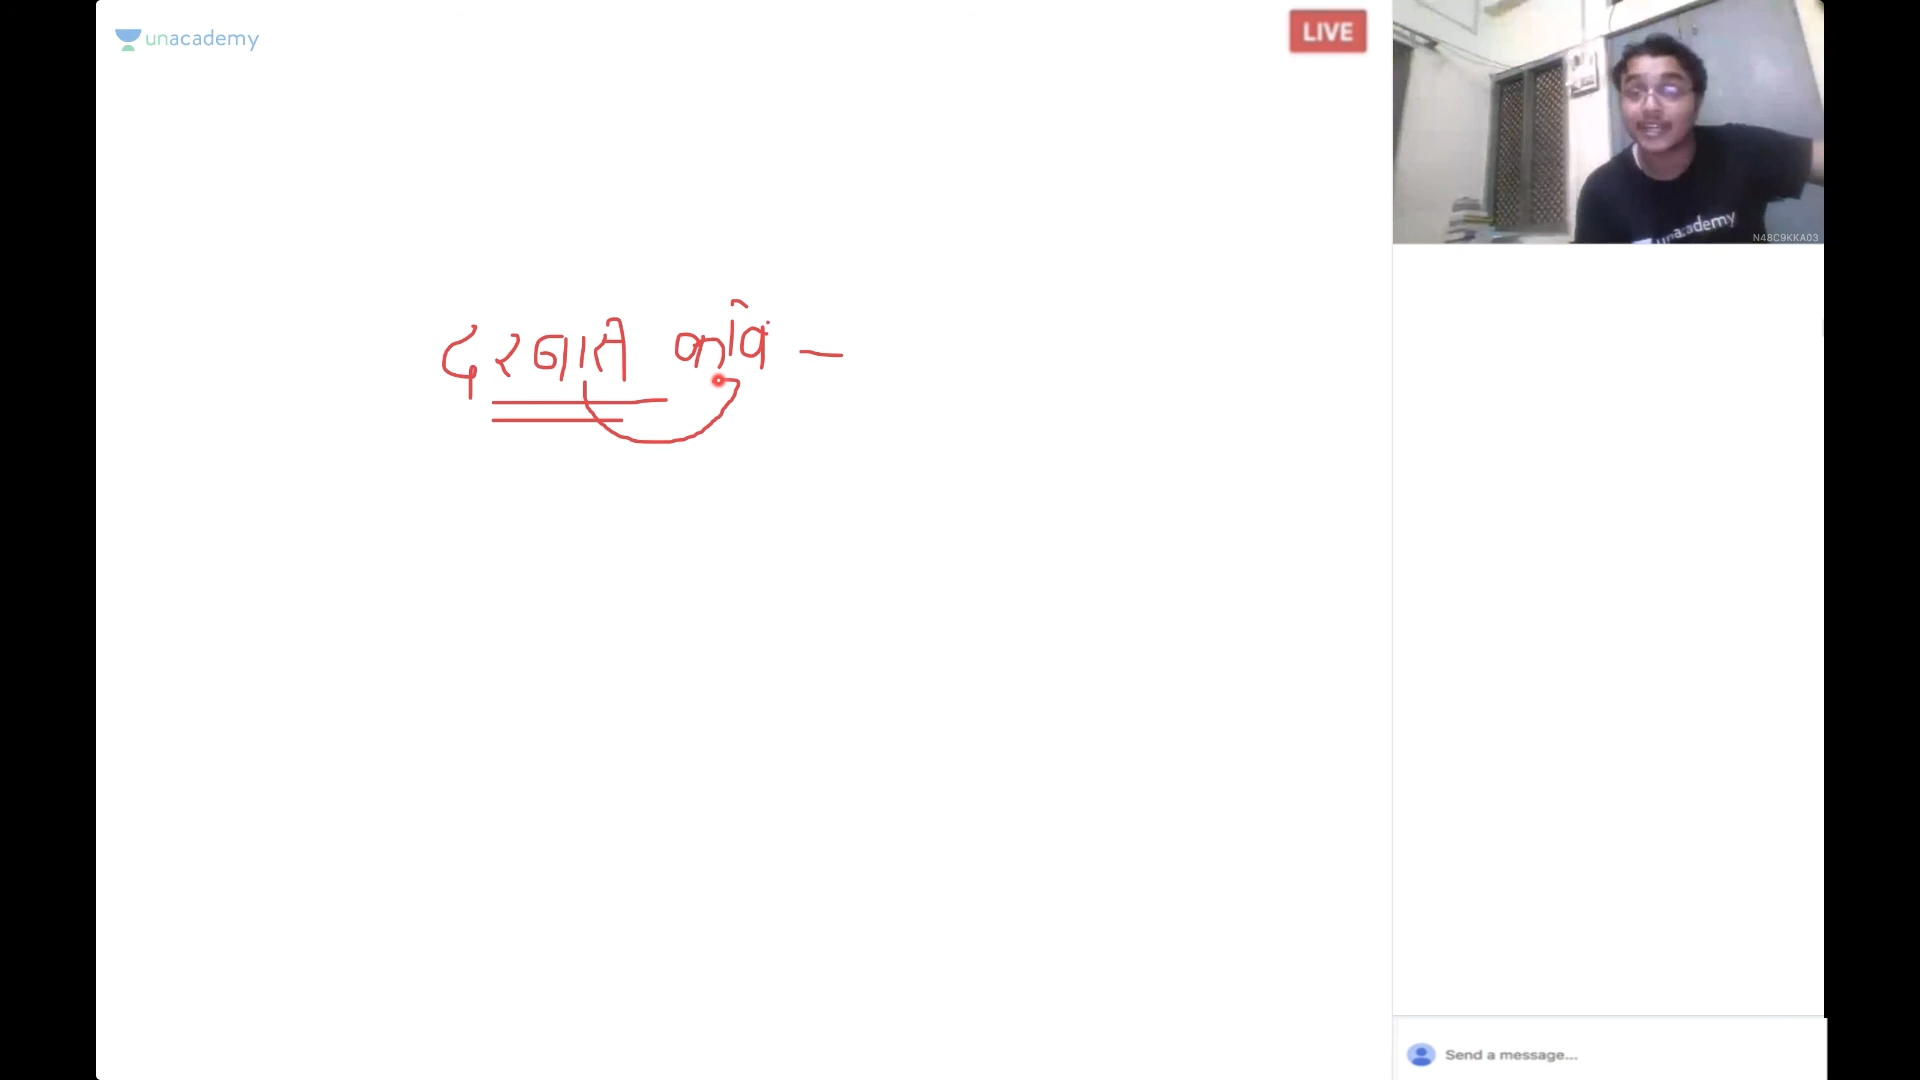 unacademy
LIVE
unacademy
N48C9KKA03
दरबारी कवि –
Send a message...